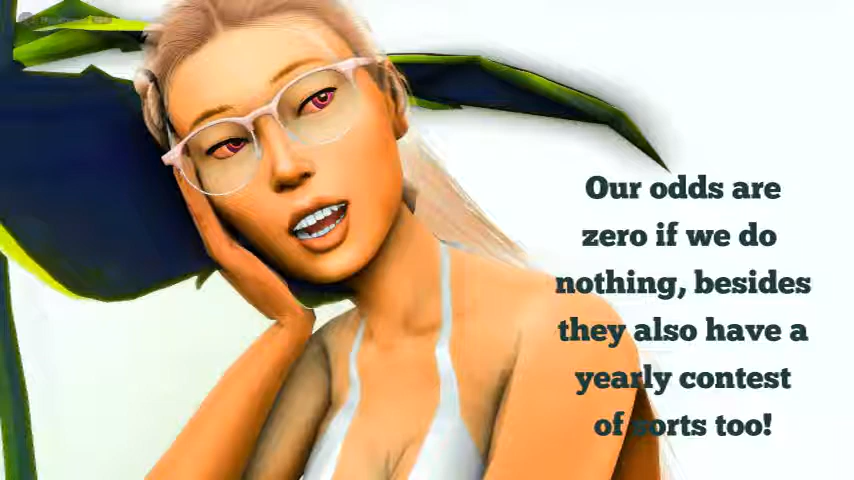 Our odds are
zero if we do
nothing, besides
they also have a
yearly contest
of sorts too!